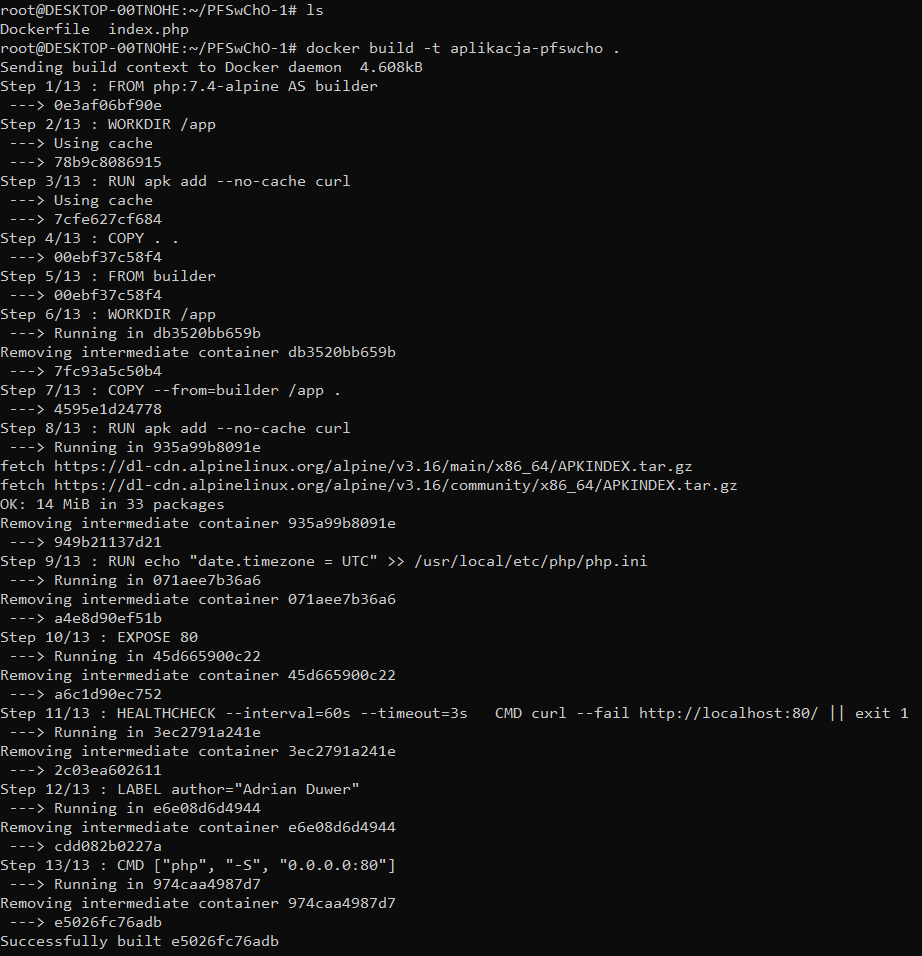 root@DESKTOP-00TNOHE:~/PFSwChO-1# ls
Dockerfile  index.php
root@DESKTOP-00TNOHE:~/PFSwChO-1# docker build -t aplikacja-pfswcho .
Sending build context to Docker daemon  4.608kB
Step 1/13 : FROM php:7.4-alpine AS builder
 ---> 0e3af06bf90e
Step 2/13 : WORKDIR /app
 ---> Using cache
 ---> 78b9c8086915
Step 3/13 : RUN apk add --no-cache curl
 ---> Using cache
 ---> 7cfe627cf684
Step 4/13 : COPY . .
 ---> 00ebf37c58f4
Step 5/13 : FROM builder
 ---> 00ebf37c58f4
Step 6/13 : WORKDIR /app
 ---> Running in db3520bb659b
Removing intermediate container db3520bb659b
 ---> 7fc93a5c50b4
Step 7/13 : COPY --from=builder /app .
 ---> 4595e1d24778
Step 8/13 : RUN apk add --no-cache curl
 ---> Running in 935a99b8091e
fetch https://dl-cdn.alpinelinux.org/alpine/v3.16/main/x86_64/APKINDEX.tar.gz
fetch https://dl-cdn.alpinelinux.org/alpine/v3.16/community/x86_64/APKINDEX.tar.gz
OK: 14 MiB in 33 packages
Removing intermediate container 935a99b8091e
 ---> 949b21137d21
Step 9/13 : RUN echo "date.timezone = UTC" >> /usr/local/etc/php/php.ini
 ---> Running in 071aee7b36a6
Removing intermediate container 071aee7b36a6
 ---> a4e8d90ef51b
Step 10/13 : EXPOSE 80
 ---> Running in 45d665900c22
Removing intermediate container 45d665900c22
 ---> a6c1d90ec752
Step 11/13 : HEALTHCHECK --interval=60s --timeout=3s   CMD curl --fail http://localhost:80/ || exit 1
 ---> Running in 3ec2791a241e
Removing intermediate container 3ec2791a241e
 ---> 2c03ea602611
Step 12/13 : LABEL author="Adrian Duwer"
 ---> Running in e6e08d6d4944
Removing intermediate container e6e08d6d4944
 ---> cdd082b0227a
Step 13/13 : CMD ["php", "-S", "0.0.0.0:80"]
 ---> Running in 974caa4987d7
Removing intermediate container 974caa4987d7
 ---> e5026fc76adb
Successfully built e5026fc76adb